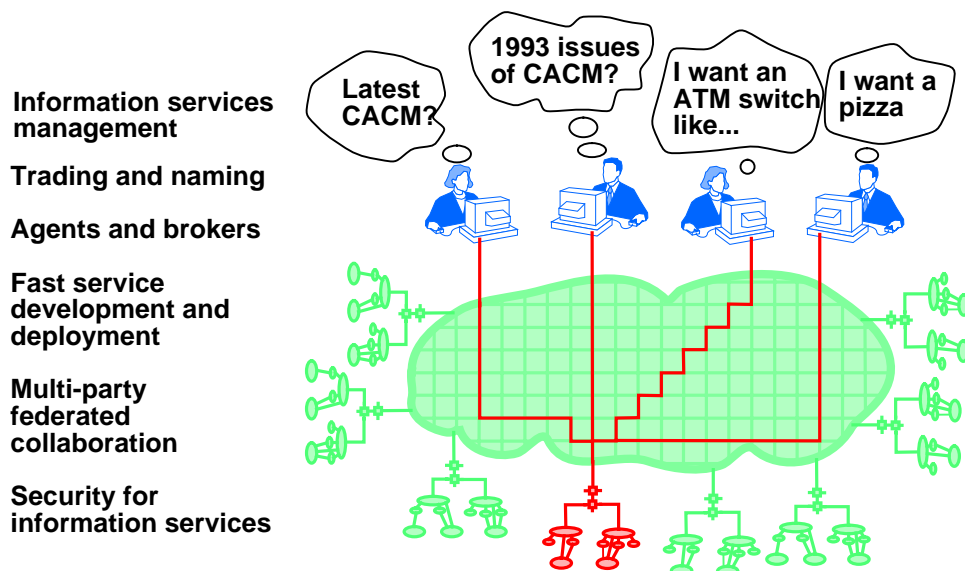 Information services
management
Trading and naming
Agents and brokers
Fast service
development and
deployment
Multi-party
federated
collaboration
Security for
information services
Latest
CACM?
1993 issues
of CACM?
I want an
ATM switch
like...
I want a
pizza